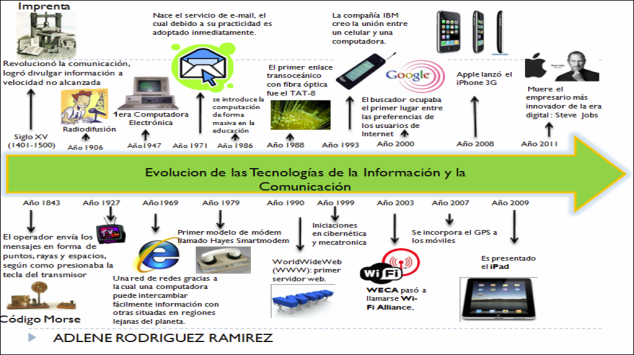 Imprenta
Revolucionó la comunicación,
logró divulgar información a
velocidad no alcanzada
Siglo XV
(1401-1500)
Radiodifusión
Año 1906
1era Computadora
Electrónica
Año1947
Nace el servicio de e-mail, el
cual debido a su practicidad es
adoptado inmediatamente.
Año 1971
se introduce la
computación
de forma
masiva en la
educación
Año 1986
El primer enlace
transoceánico
con fibra óptica
fue el TAT-8
Año 1988
La compañía IBM
creo la unión entre
un celular y una
computadora.
Año 1993
Google
El buscador ocupaba
el primer lugar entre
las preferencias de
los usuarios de
Internet
Año 2000
Apple lanzó el
iPhone 3G
Año 2008
Muere el
empresario más
innovador de la era
digital : Steve Jobs
Año 2011
Evolucion de las Tecnologías de la Información y la
Comunicación
Año 1843
El operador envía los
mensajes en forma de
puntos, rayas y espacios,
según como presionaba la
tecla del transmisor
Código Morse
Año 1927
Año1969
Una red de redes gracias a
la cual una computadora
puede intercambiar
fácilmente información con
otras situadas en regiones
lejanas del planeta.
Año 1979
Primer modelo de módem
llamado Hayes Smartmodem
Año 1990
WorldWideWeb
(WWW): primer
servidor web.
Año 1999
Iniciaciones
en cibernética
y mecatronica
Año 2003
Wi Fi
WECA pasó a
llamarse Wi-
Fi Alliance.
Año 2007
Se incorpora el GPS a
los móviles
Año 2009
Es presentado
el iPad
ADLENE RODRIGUEZ RAMIREZ